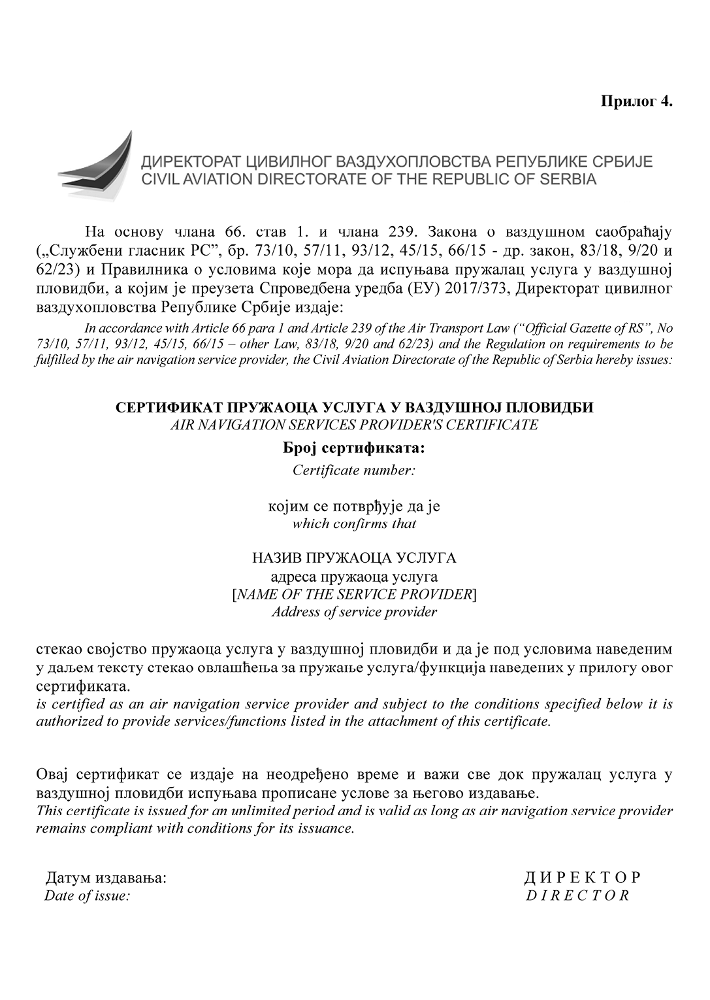 Прилог 4.
ДИРЕКТОРАТ ЦИВИЛНОГ ВАЗДУХОПЛОВСТВА РЕПУБЛИКЕ СРБИЈЕ
CIVIL AVIATION DIRECTORATE OF THE REPUBLIC OF SERBIA
На основу члана 66. став 1. и члана 239. Закона о ваздушном саобраћају
(„Службени гласник РС”, бр. 73/10, 57/11, 93/12, 45/15, 66/15 - др. закон, 83/18, 9/20 и
62/23) и Правилника о условима које мора да испуњава пружалац услуга у ваздушној
пловидби, а којим је преузета Спроведбена уредба (ЕУ) 2017/373, Директорат цивилног
ваздухопловства Републике Србије издаје:
In accordance with Article 66 para 1 and Article 239 of the Air Transport Law (“Official Gazette of RS”, No
73/10, 57/11, 93/12, 45/15, 66/15 – other Law, 83/18, 9/20 and 62/23) and the Regulation on requirements to be
fulfilled by the air navigation service provider, the Civil Aviation Directorate of the Republic of Serbia hereby issues:
СЕРТИФИКАТ ПРУЖАОЦА УСЛУГА У ВАЗДУШНОЈ ПЛОВИДБИ
AIR NAVIGATION SERVICES PROVIDER'S CERTIFICATE
Број сертификата:
Certificate number:
којим се потврђује да је
which confirms that
НАЗИВ ПРУЖАОЦА УСЛУГА
адреса пружаоца услуга
[NAME OF THE SERVICE PROVIDER]
Address of service provider
стекао својство пружаоца услуга у ваздушној пловидби и да је под условима наведеним
у даљем тексту стекао овлашћења за пружање услуга/функција наведених у прилогу овог
сертификата.
is certified as an air navigation service provider and subject to the conditions specified below it is
authorized to provide services/functions listed in the attachment of this certificate.
Овај сертификат се издаје на неодређено време и важи све док пружалац услуга у
ваздушној пловидби испуњава прописане услове за његово издавање.
This certificate is issued for an unlimited period and is valid as long as air navigation service provider
remains compliant with conditions for its issuance.
Датум издавања: Д И Р Е К Т О Р
Date of issue: D I R E C T O R